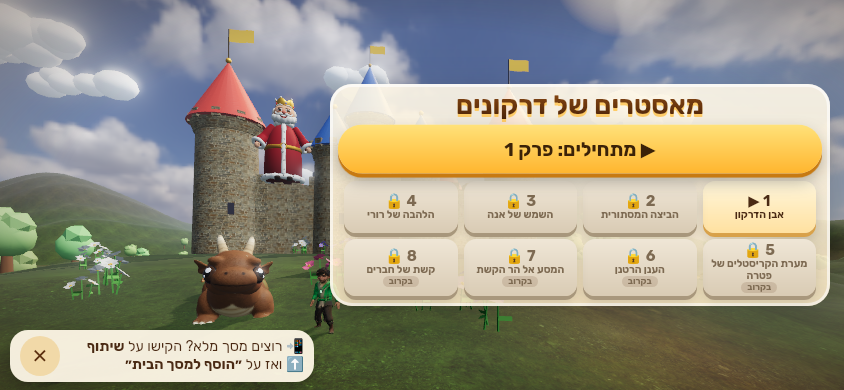 מאסטרים של דרקונים
▶ מתחילים: פרק 1
1 ▶
אבן הדרקון
2 🔒
הביצה המסתורית
3 🔒
השמש של אנה
4 🔒
הלהבה של רורי
5 🔒
מערת הקריסטלים של
פטרה
בקרוב
6 🔒
הענן הרטנן
בקרוב
7 🔒
המסע אל הר הקשת
בקרוב
8 🔒
קשת של חברים
בקרוב
📲 רוצים מסך מלא? הקישו על שיתוף
⬆️ ואז על ״הוסף למסך הבית״
✕